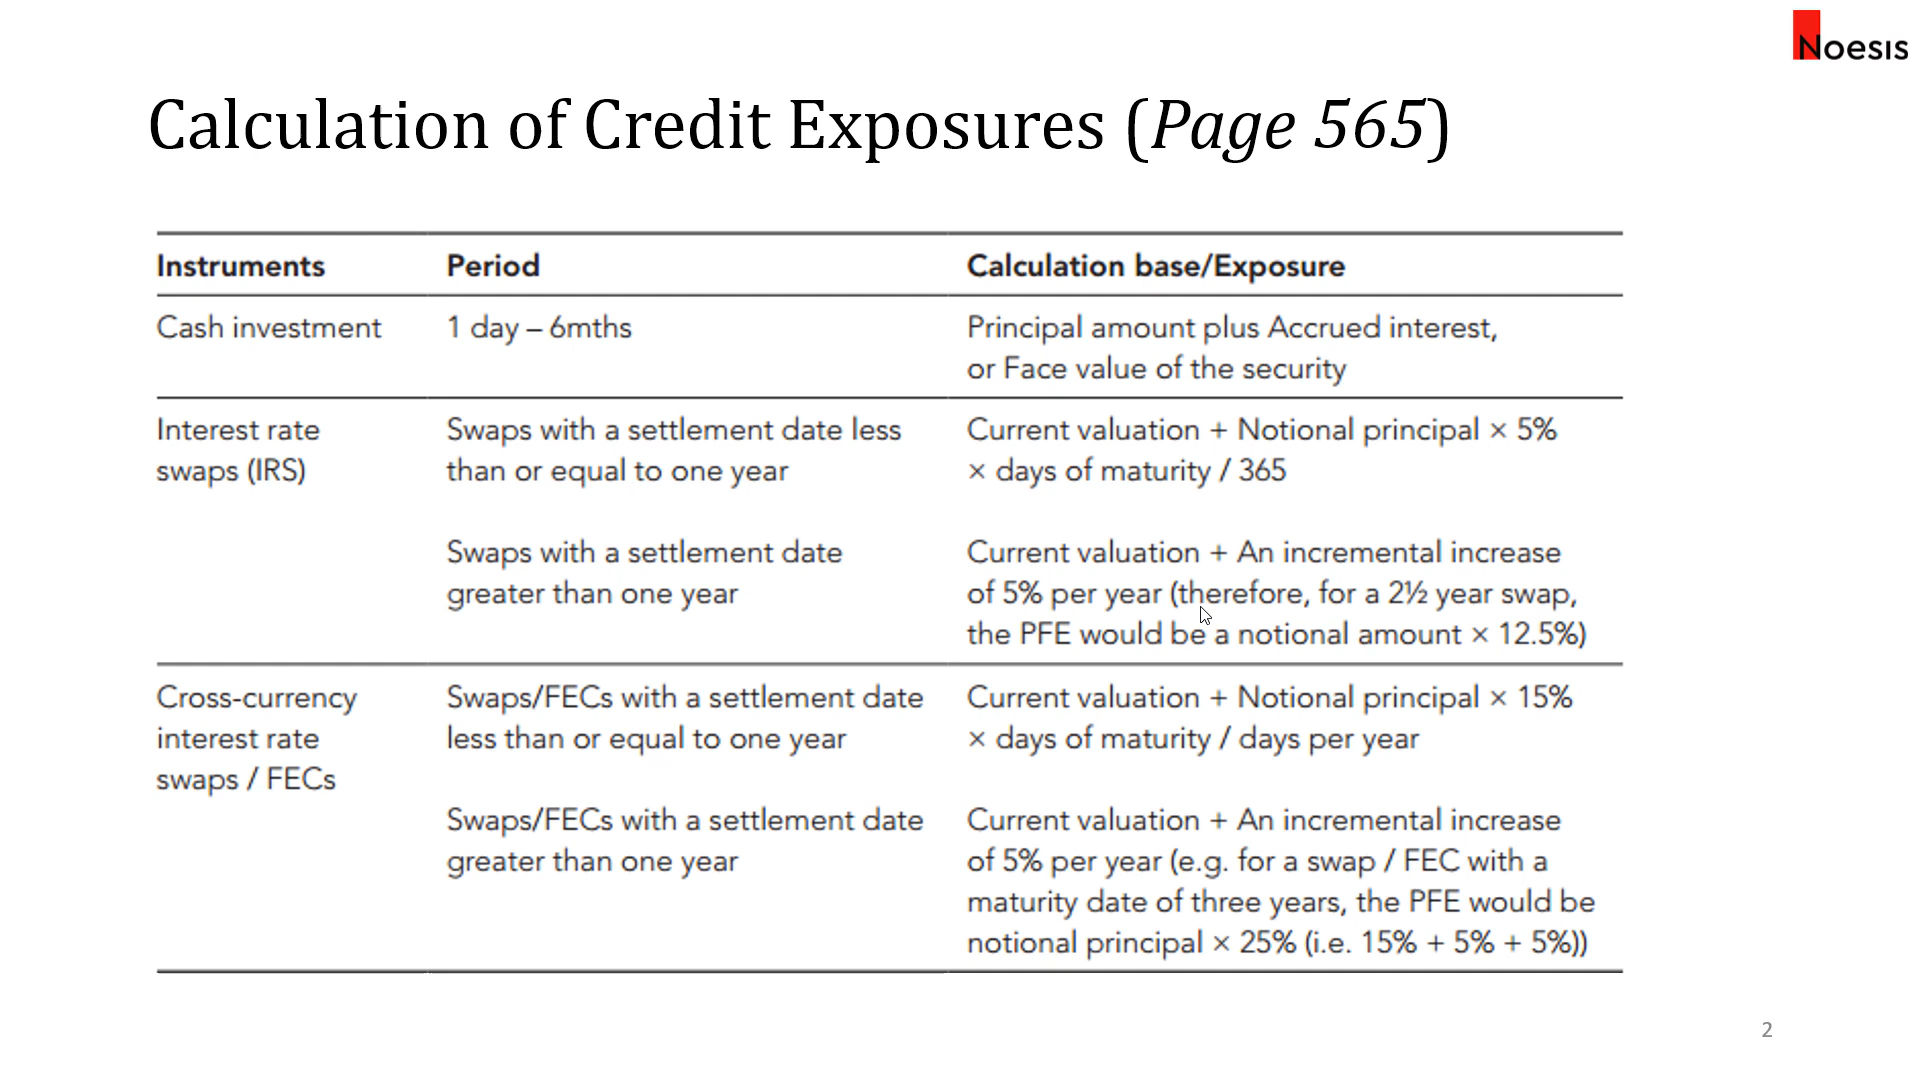 Noesis
Calculation of Credit Exposures (Page 565)
Instruments Period Calculation base/Exposure
Cash investment 1 day – 6mths Principal amount plus Accrued interest,
or Face value of the security
Interest rate Swaps with a settlement date less Current valuation + Notional principal × 5%
swaps (IRS) than or equal to one year × days of maturity / 365
Swaps with a settlement date Current valuation + An incremental increase
greater than one year of 5% per year (therefore, for a 2½ year swap,
the PFE would be a notional amount × 12.5%)
Cross-currency Swaps/FECs with a settlement date Current valuation + Notional principal × 15%
interest rate less than or equal to one year × days of maturity / days per year
swaps / FECs
Swaps/FECs with a settlement date Current valuation + An incremental increase
greater than one year of 5% per year (e.g. for a swap / FEC with a
maturity date of three years, the PFE would be
notional principal × 25% (i.e. 15% + 5% + 5%))
2